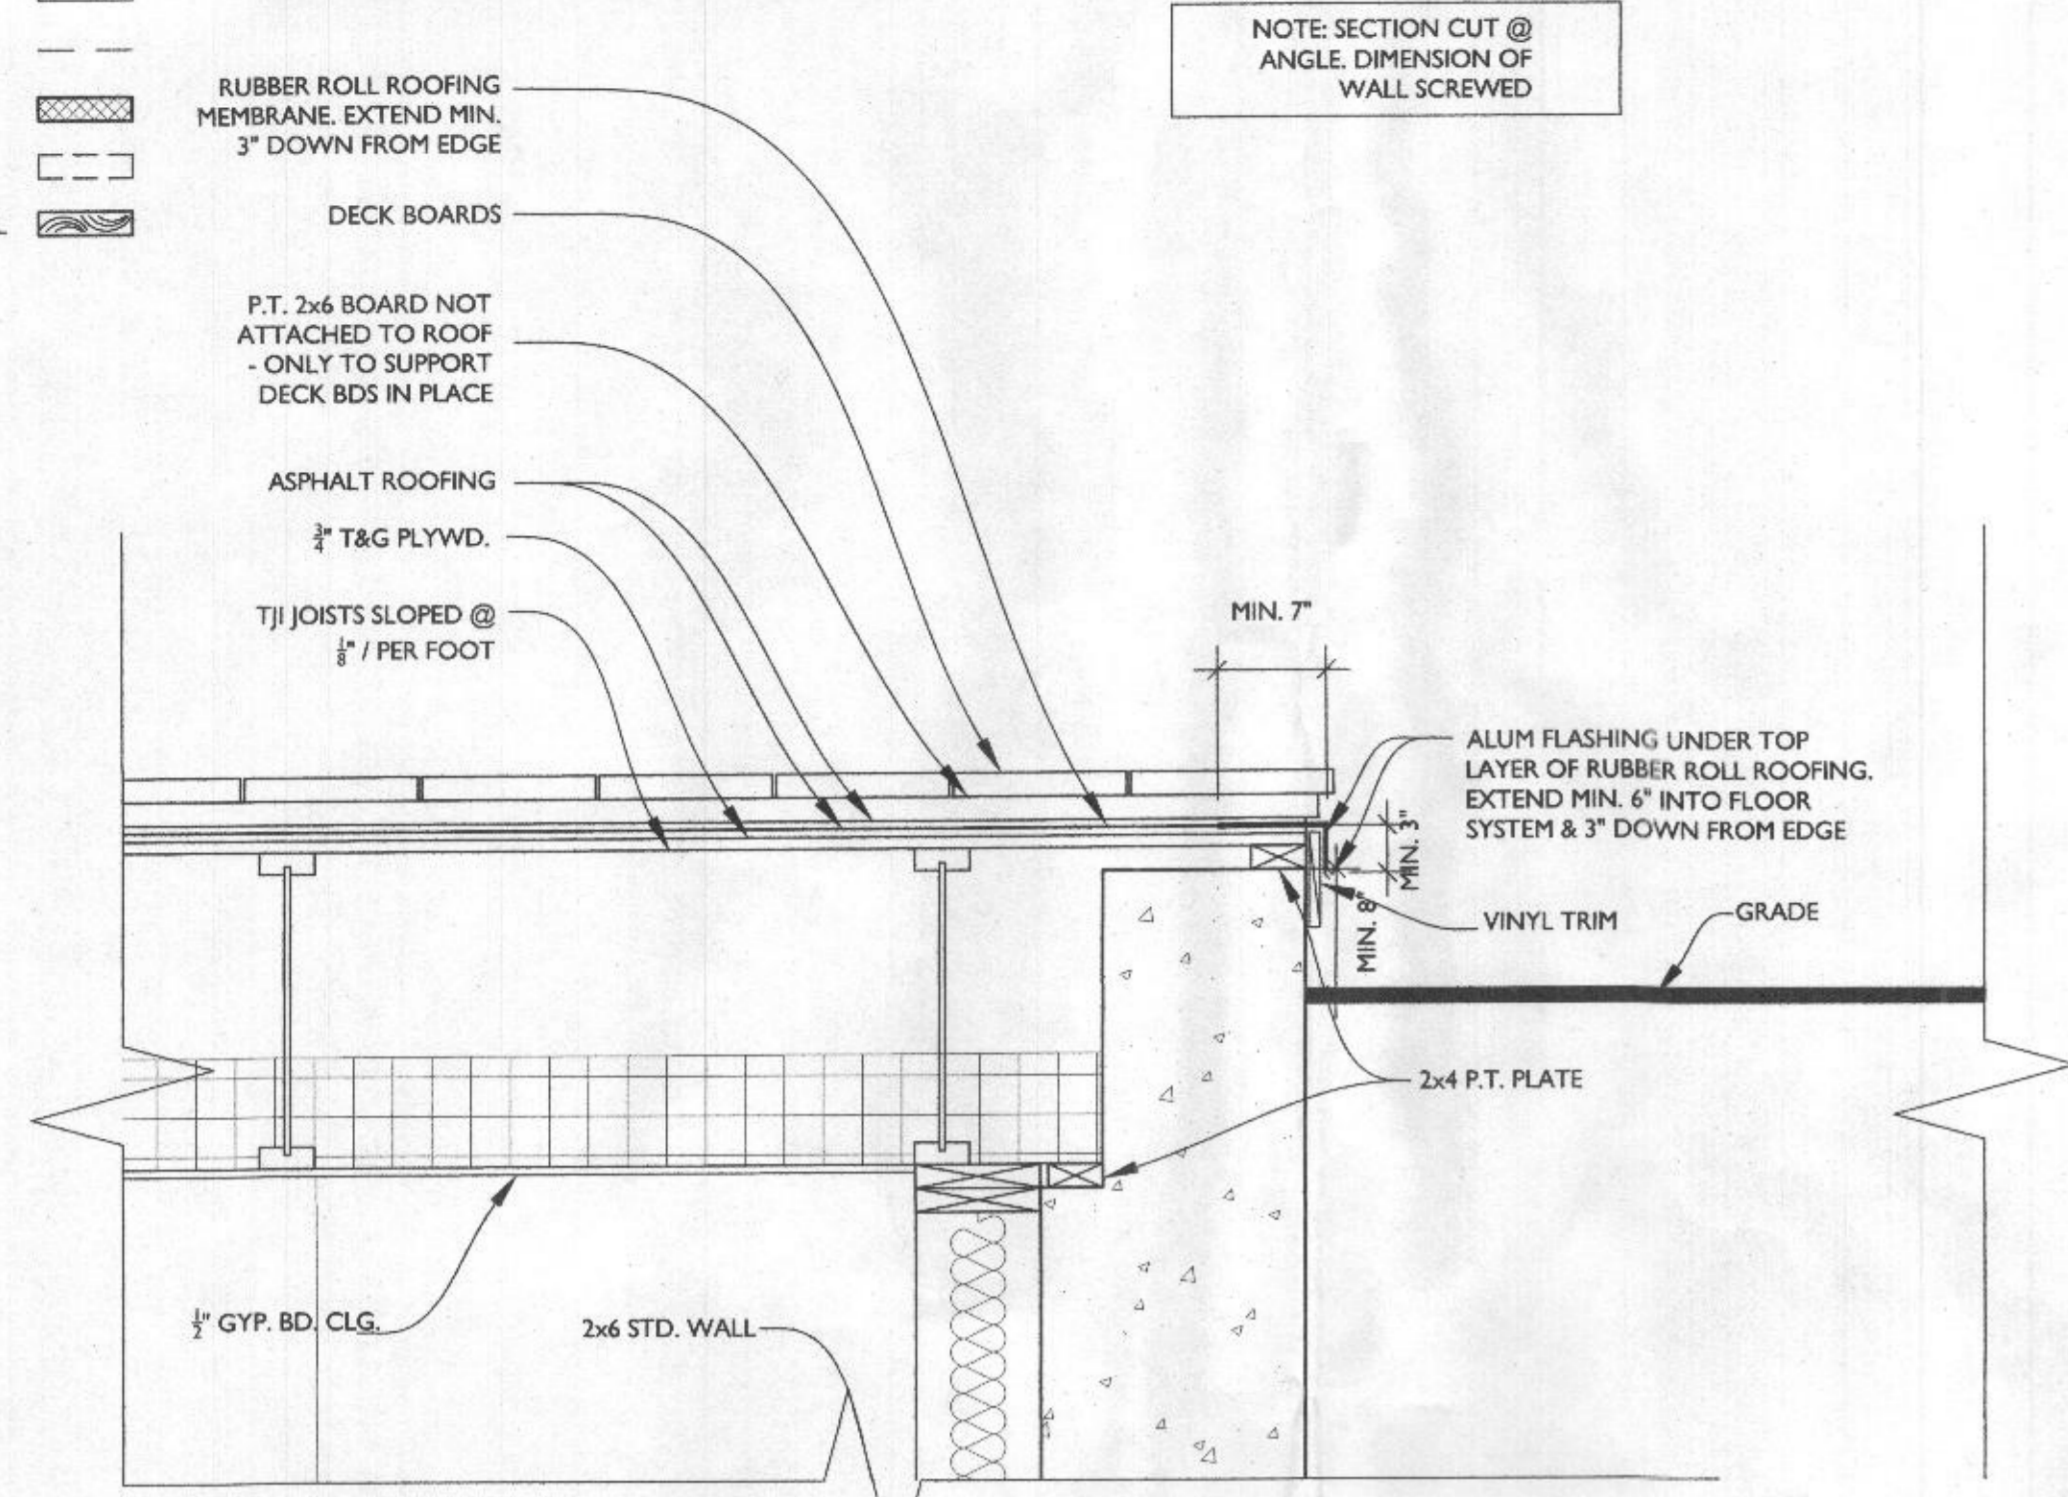 NOTE: SECTION CUT @
ANGLE. DIMENSION OF
WALL SCREWED
RUBBER ROLL ROOFING
MEMBRANE. EXTEND MIN.
3" DOWN FROM EDGE
DECK BOARDS
P.T. 2x6 BOARD NOT
ATTACHED TO ROOF
- ONLY TO SUPPORT
DECK BDS IN PLACE
ASPHALT ROOFING
¾" T&G PLYWD.
TJI JOISTS SLOPED @
⅛" / PER FOOT
MIN. 7"
ALUM FLASHING UNDER TOP
LAYER OF RUBBER ROLL ROOFING.
EXTEND MIN. 6" INTO FLOOR
SYSTEM & 3" DOWN FROM EDGE
MIN. 3"
MIN. 8"
VINYL TRIM
GRADE
2x4 P.T. PLATE
½" GYP. BD. CLG.
2x6 STD. WALL